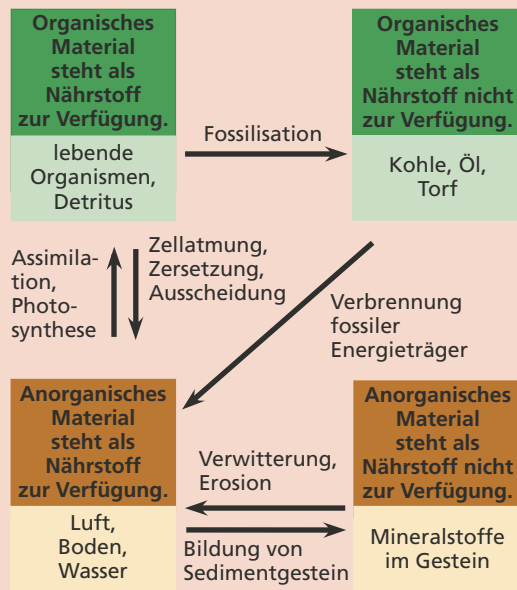 Organisches
Material
steht als
Nährstoff
zur Verfügung.
lebende
Organismen,
Detritus
Fossilisation
Organisches
Material
steht als
Nährstoff nicht
zur Verfügung.
Kohle, Öl,
Torf
Assimila-
tion,
Photo-
synthese
Zellatmung,
Zersetzung,
Ausscheidung
Verbrennung
fossiler
Energieträger
Anorganisches
Material
steht als
Nährstoff
zur Verfügung.
Luft,
Boden,
Wasser
Verwitterung,
Erosion
Bildung von
Sedimentgestein
Anorganisches
Material
steht als
Nährstoff nicht
zur Verfügung.
Mineralstoffe
im Gestein